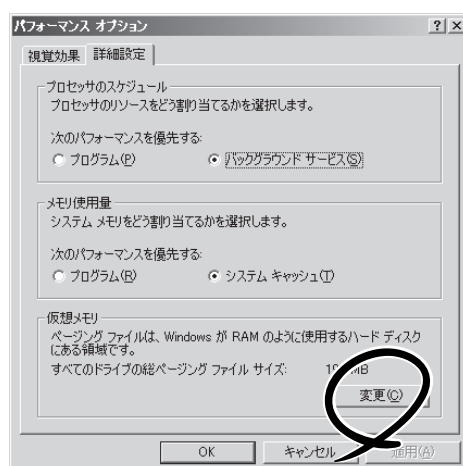 パフォーマンス オプション
視覚効果 詳細設定
プロセッサのスケジュール
プロセッサのリソースをどう割り当てるかを選択します。
次のパフォーマンスを優先する:
プログラム(P) バックグラウンド サービス(S)
メモリ使用量
システム メモリをどう割り当てるかを選択します。
次のパフォーマンスを優先する:
プログラム(R) システム キャッシュ(T)
仮想メモリ
ページング ファイルは、Windows が RAM のように使用するハード ディスク
にある領域です。
すべてのドライブの総ページング ファイル サイズ: MB
変更(C)
OK キャンセル 適用(A)